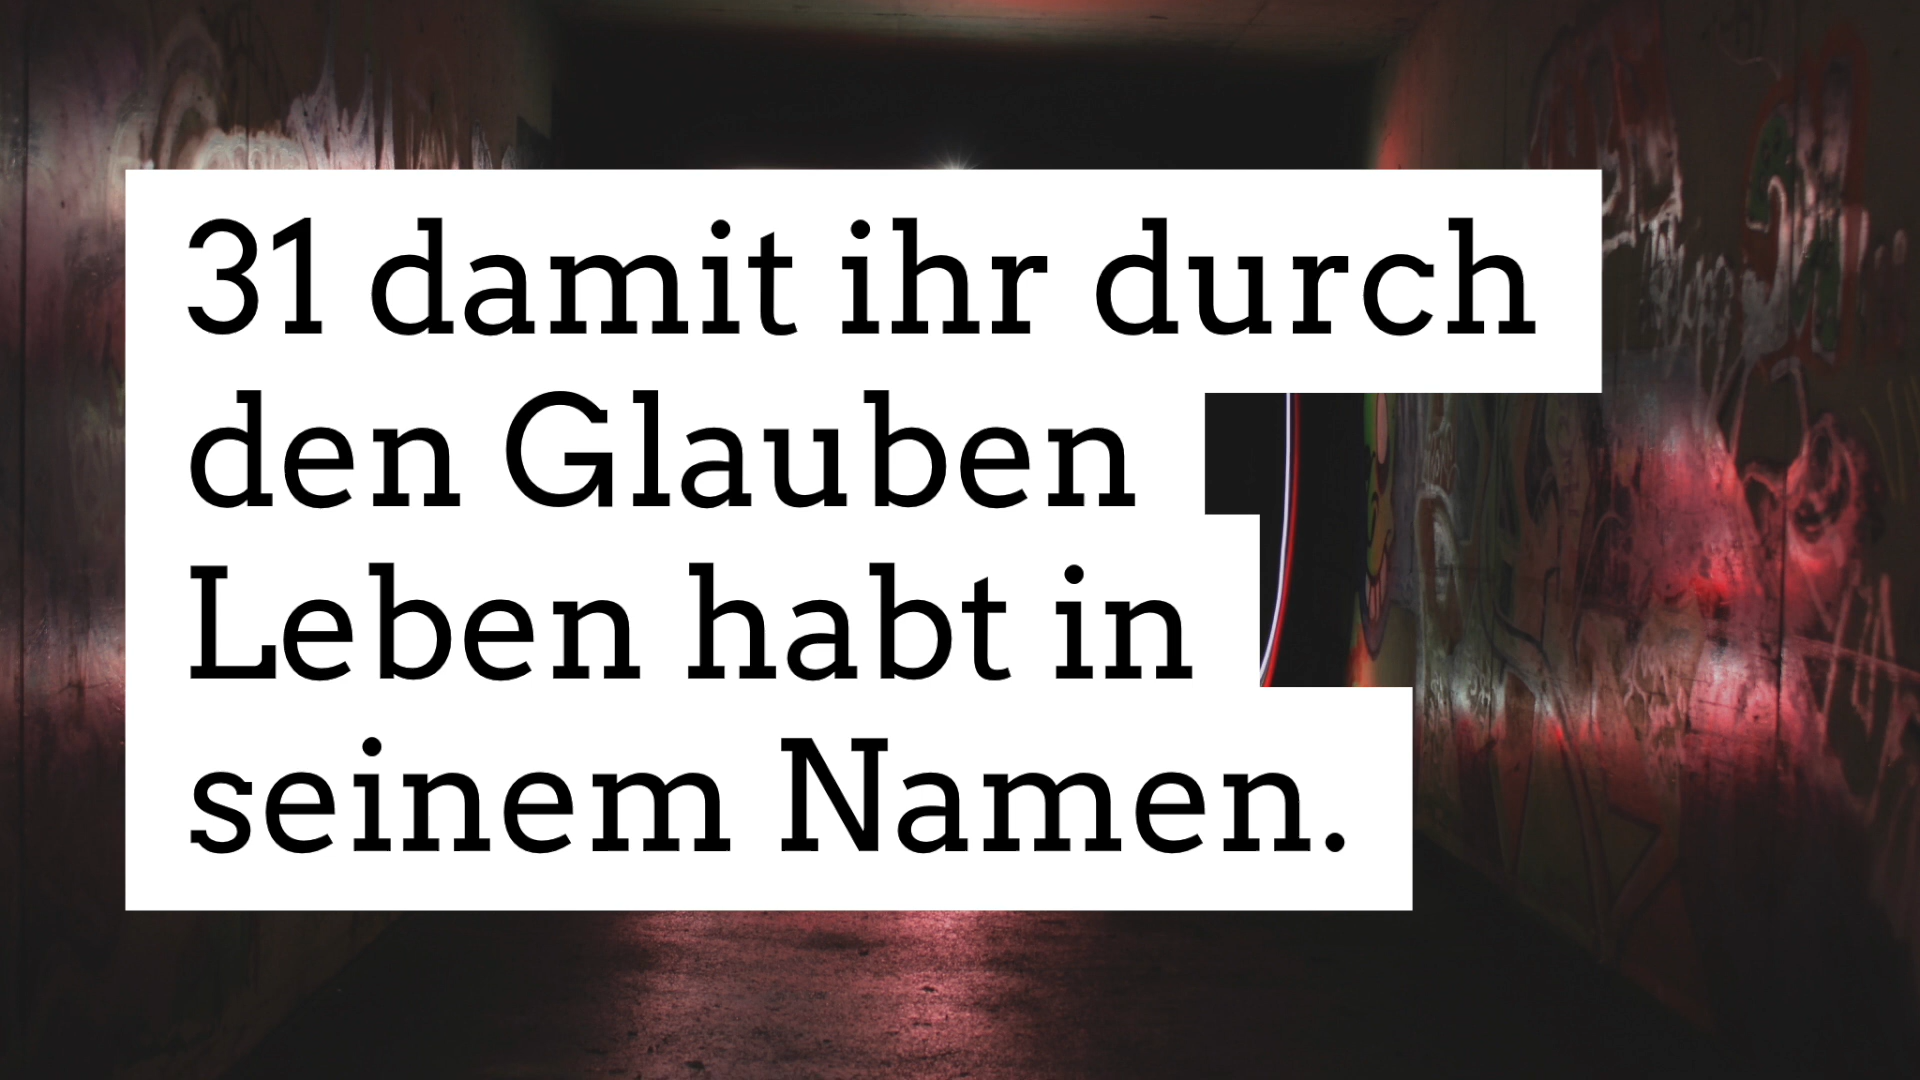 31 damit ihr durch
den Glauben
Leben habt in
seinem Namen.